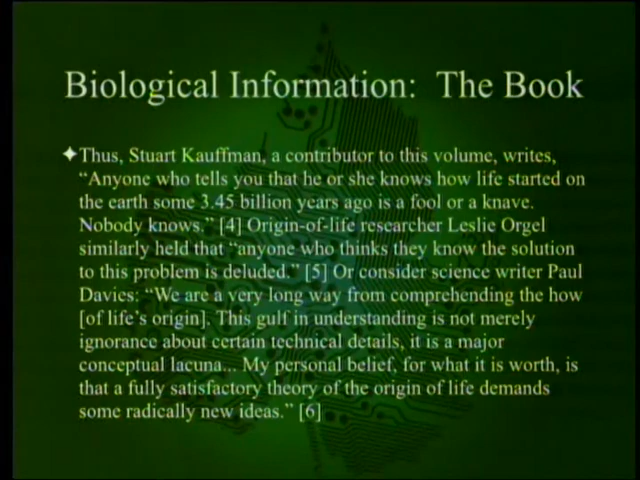 Biological Information: The Book
✦Thus, Stuart Kauffman, a contributor to this volume, writes,
“Anyone who tells you that he or she knows how life started on
the earth some 3.45 billion years ago is a fool or a knave.
Nobody knows.” [4] Origin-of-life researcher Leslie Orgel
similarly held that “anyone who thinks they know the solution
to this problem is deluded.” [5] Or consider science writer Paul
Davies: “We are a very long way from comprehending the how
[of life’s origin]. This gulf in understanding is not merely
ignorance about certain technical details, it is a major
conceptual lacuna... My personal belief, for what it is worth, is
that a fully satisfactory theory of the origin of life demands
some radically new ideas.” [6]